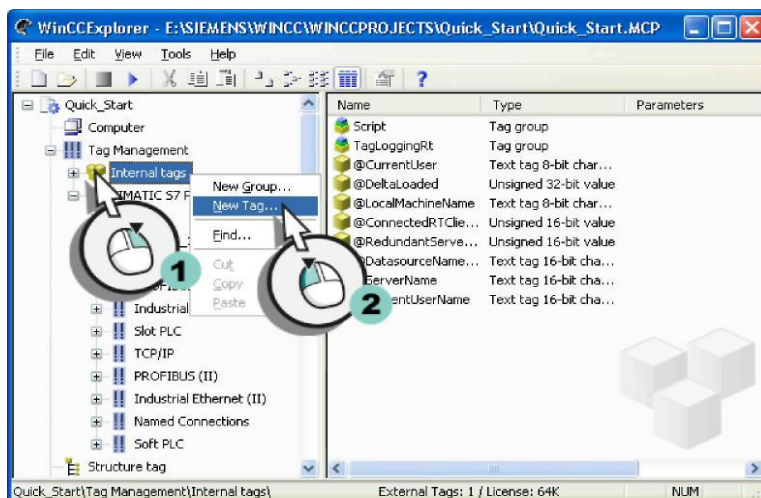 WinCCExplorer - E:\SIEMENS\WINCC\WINCCPROJECTS\Quick_Start\Quick_Start.MCP
File Edit View Tools Help
Quick_Start
Computer
Tag Management
Internal tags
SIMATIC S7 P
Industrial
Slot PLC
TCP/IP
PROFIBUS (II)
Industrial Ethernet (II)
Named Connections
Soft PLC
Structure tag
New Group...
New Tag...
Find...
Cut
Copy
Paste
1
2
Name Type Parameters
Script Tag group
TagLoggingRt Tag group
@CurrentUser Text tag 8-bit char...
@DeltaLoaded Unsigned 32-bit value
@LocalMachineName Text tag 8-bit char...
@ConnectedRTClie... Unsigned 16-bit value
@RedundantServe... Unsigned 16-bit value
@DatasourceName... Text tag 16-bit cha...
ServerName Text tag 16-bit cha...
entUserName Text tag 16-bit cha...
Quick_Start\Tag Management\Internal tags\ External Tags: 1 / License: 64K NUM